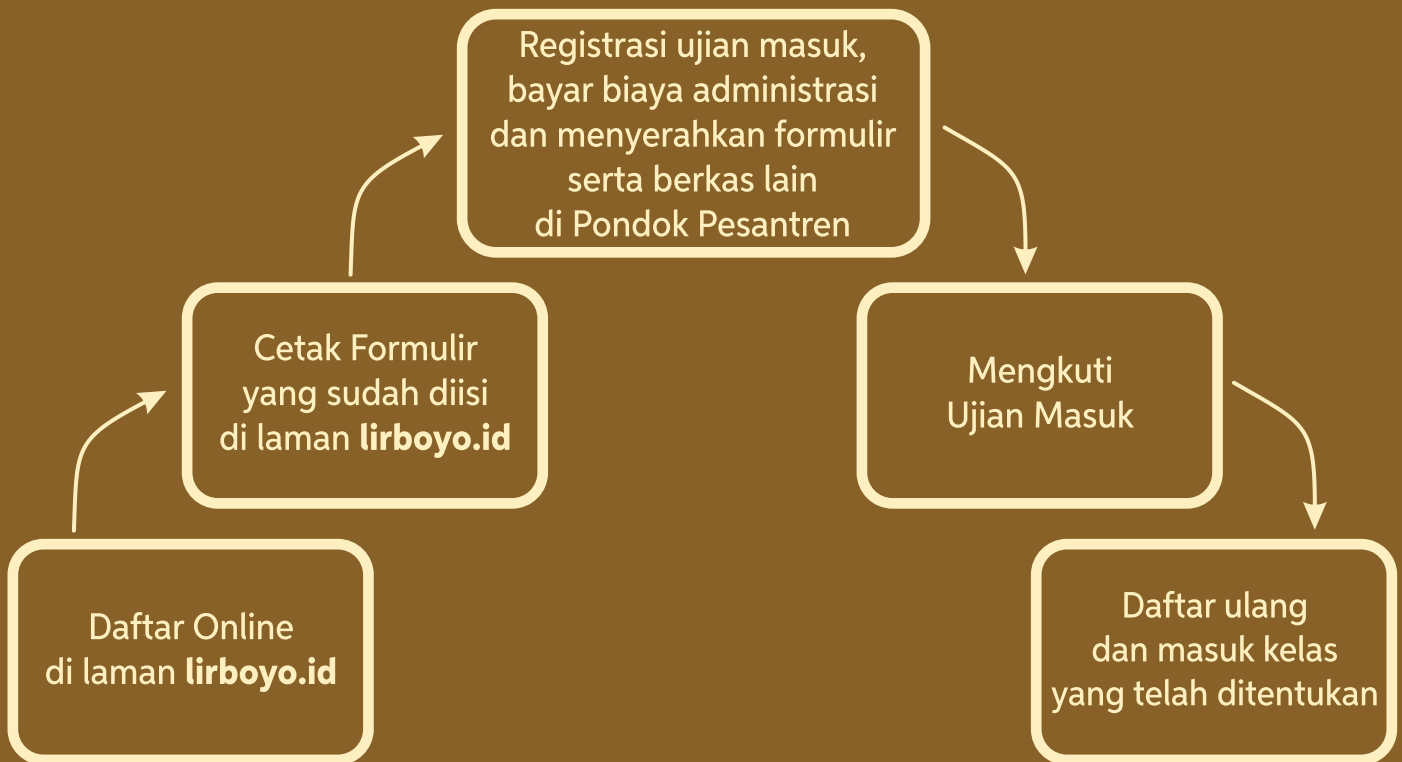 Daftar Online
di laman lirboyo.id
Cetak Formulir
yang sudah diisi
di laman lirboyo.id
Registrasi ujian masuk,
bayar biaya administrasi
dan menyerahkan formulir
serta berkas lain
di Pondok Pesantren
Mengkuti
Ujian Masuk
Daftar ulang
dan masuk kelas
yang telah ditentukan